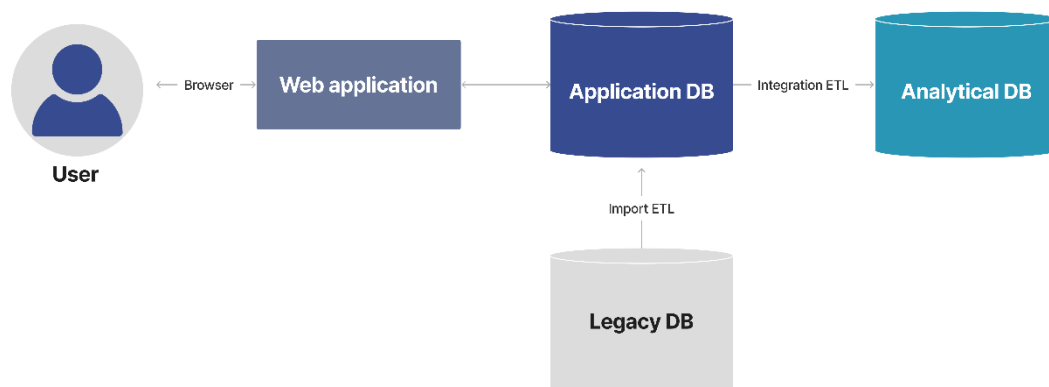 Browser
Web application
Application DB
Integration ETL
Analytical DB
User
Import ETL
Legacy DB